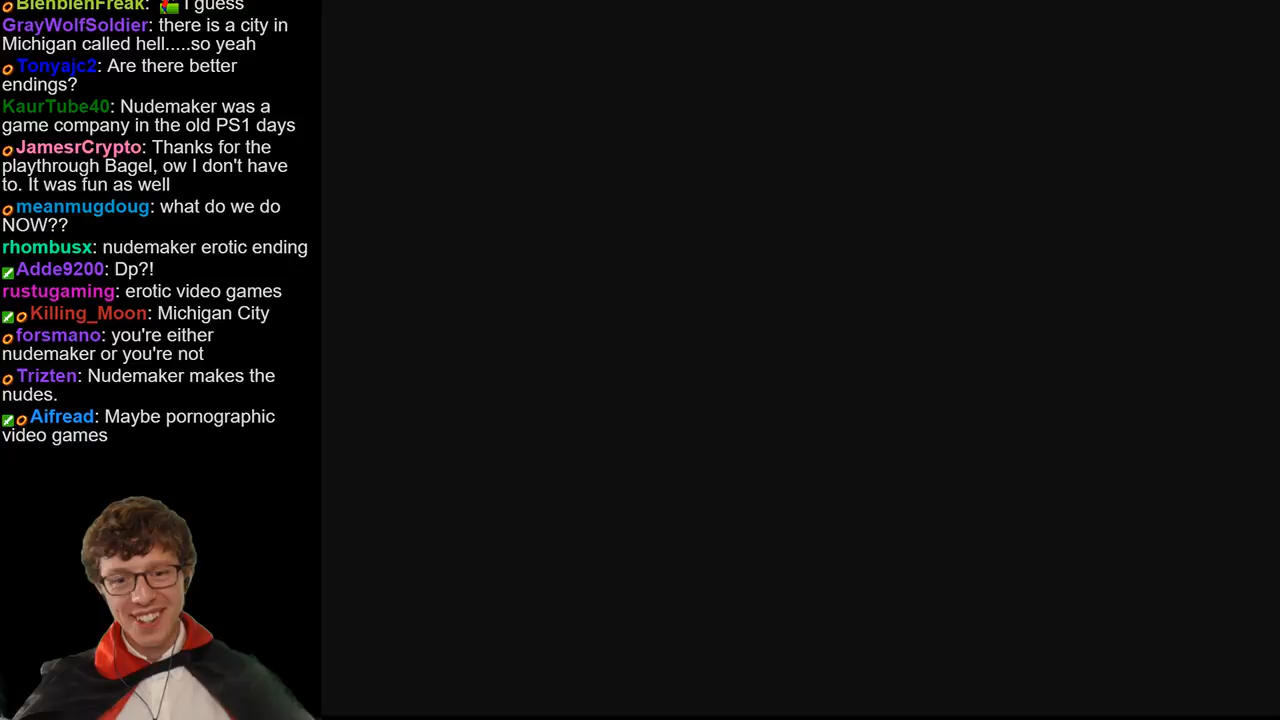 BlenblenFreak: I guess
GrayWolfSoldier: there is a city in
Michigan called hell.....so yeah
Tonyajc2: Are there better
endings?
KaurTube40: Nudemaker was a
game company in the old PS1 days
JamesrCrypto: Thanks for the
playthrough Bagel, ow I don't have
to. It was fun as well
meanmugdoug: what do we do
NOW??
rhombusx: nudemaker erotic ending
Adde9200: Dp?!
rustugaming: erotic video games
Killing_Moon: Michigan City
forsmano: you're either
nudemaker or you're not
Trizten: Nudemaker makes the
nudes.
Aifread: Maybe pornographic
video games